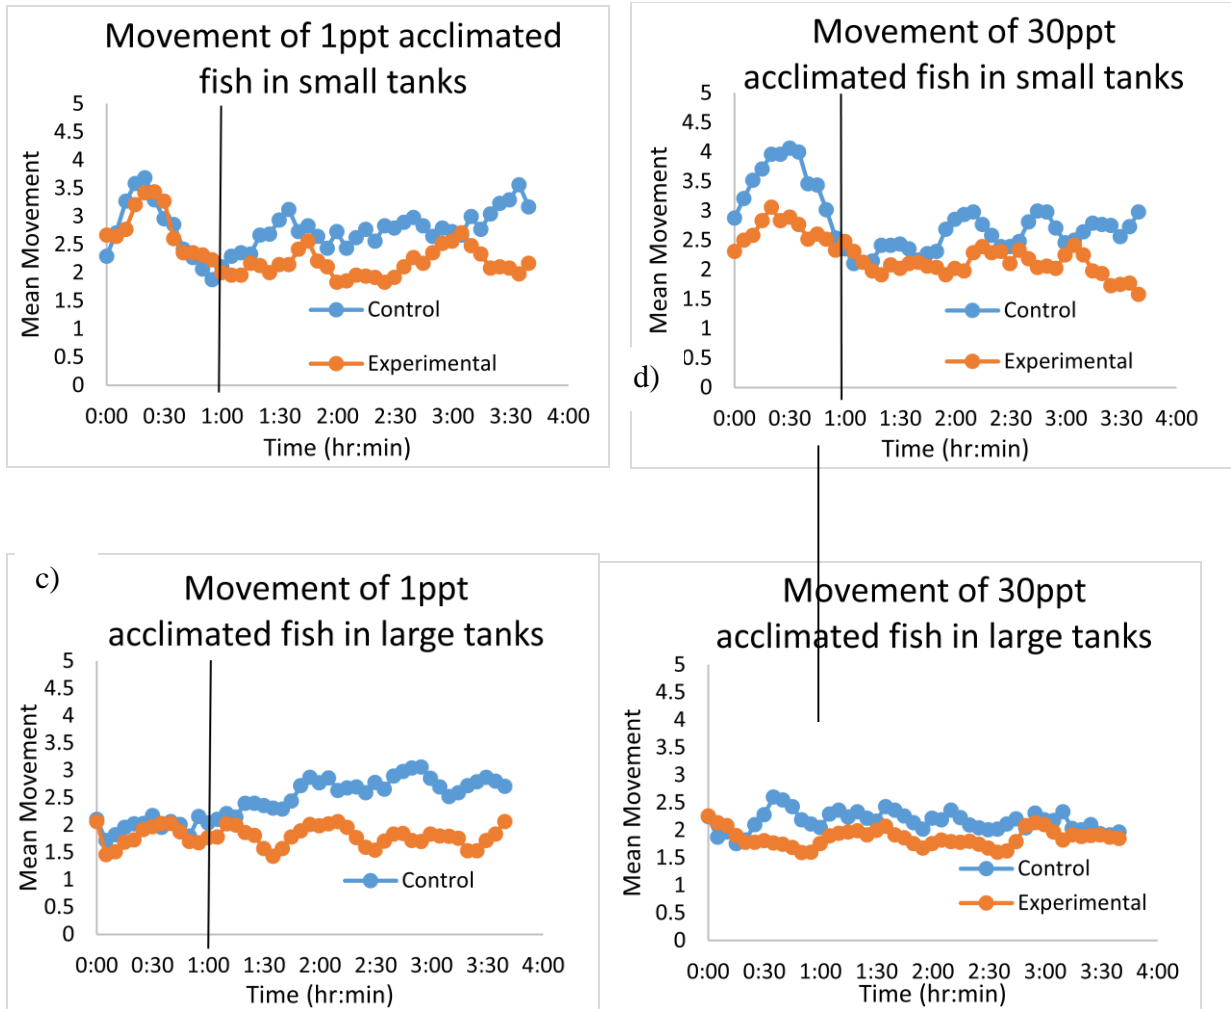 Movement of 1ppt acclimated
fish in small tanks
5
4.5
4
3.5
3
2.5
2
1.5
1
0.5
0
Mean Movement
Control
Experimental
0:00 0:30 1:00 1:30 2:00 2:30 3:00 3:30 4:00
Time (hr:min)
Movement of 30ppt
acclimated fish in small tanks
5
4.5
4
3.5
3
2.5
2
1.5
1
0.5
0
Mean Movement
Control
Experimental
d)
0:00 0:30 1:00 1:30 2:00 2:30 3:00 3:30 4:00
Time (hr:min)
c)
Movement of 1ppt
acclimated fish in large tanks
5
4.5
4
3.5
3
2.5
2
1.5
1
0.5
0
Mean Movement
Control
0:00 0:30 1:00 1:30 2:00 2:30 3:00 3:30 4:00
Time (hr:min)
Movement of 30ppt
acclimated fish in large tanks
5
4.5
4
3.5
3
2.5
2
1.5
1
0.5
0
Mean Movement
Control
Experimental
0:00 0:30 1:00 1:30 2:00 2:30 3:00 3:30 4:00
Time (hr:min)